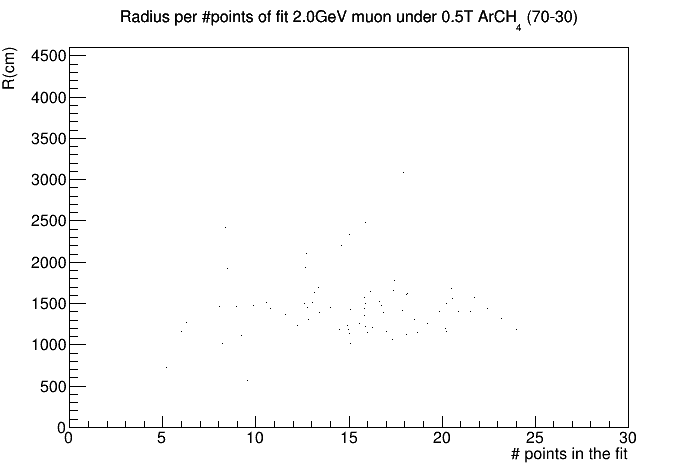 Radius per #points of fit 2.0GeV muon under 0.5T ArCH4 (70-30)
R(cm)
4500
4000
3500
3000
2500
2000
1500
1000
500
0
0 5 10 15 20 25 30
# points in the fit